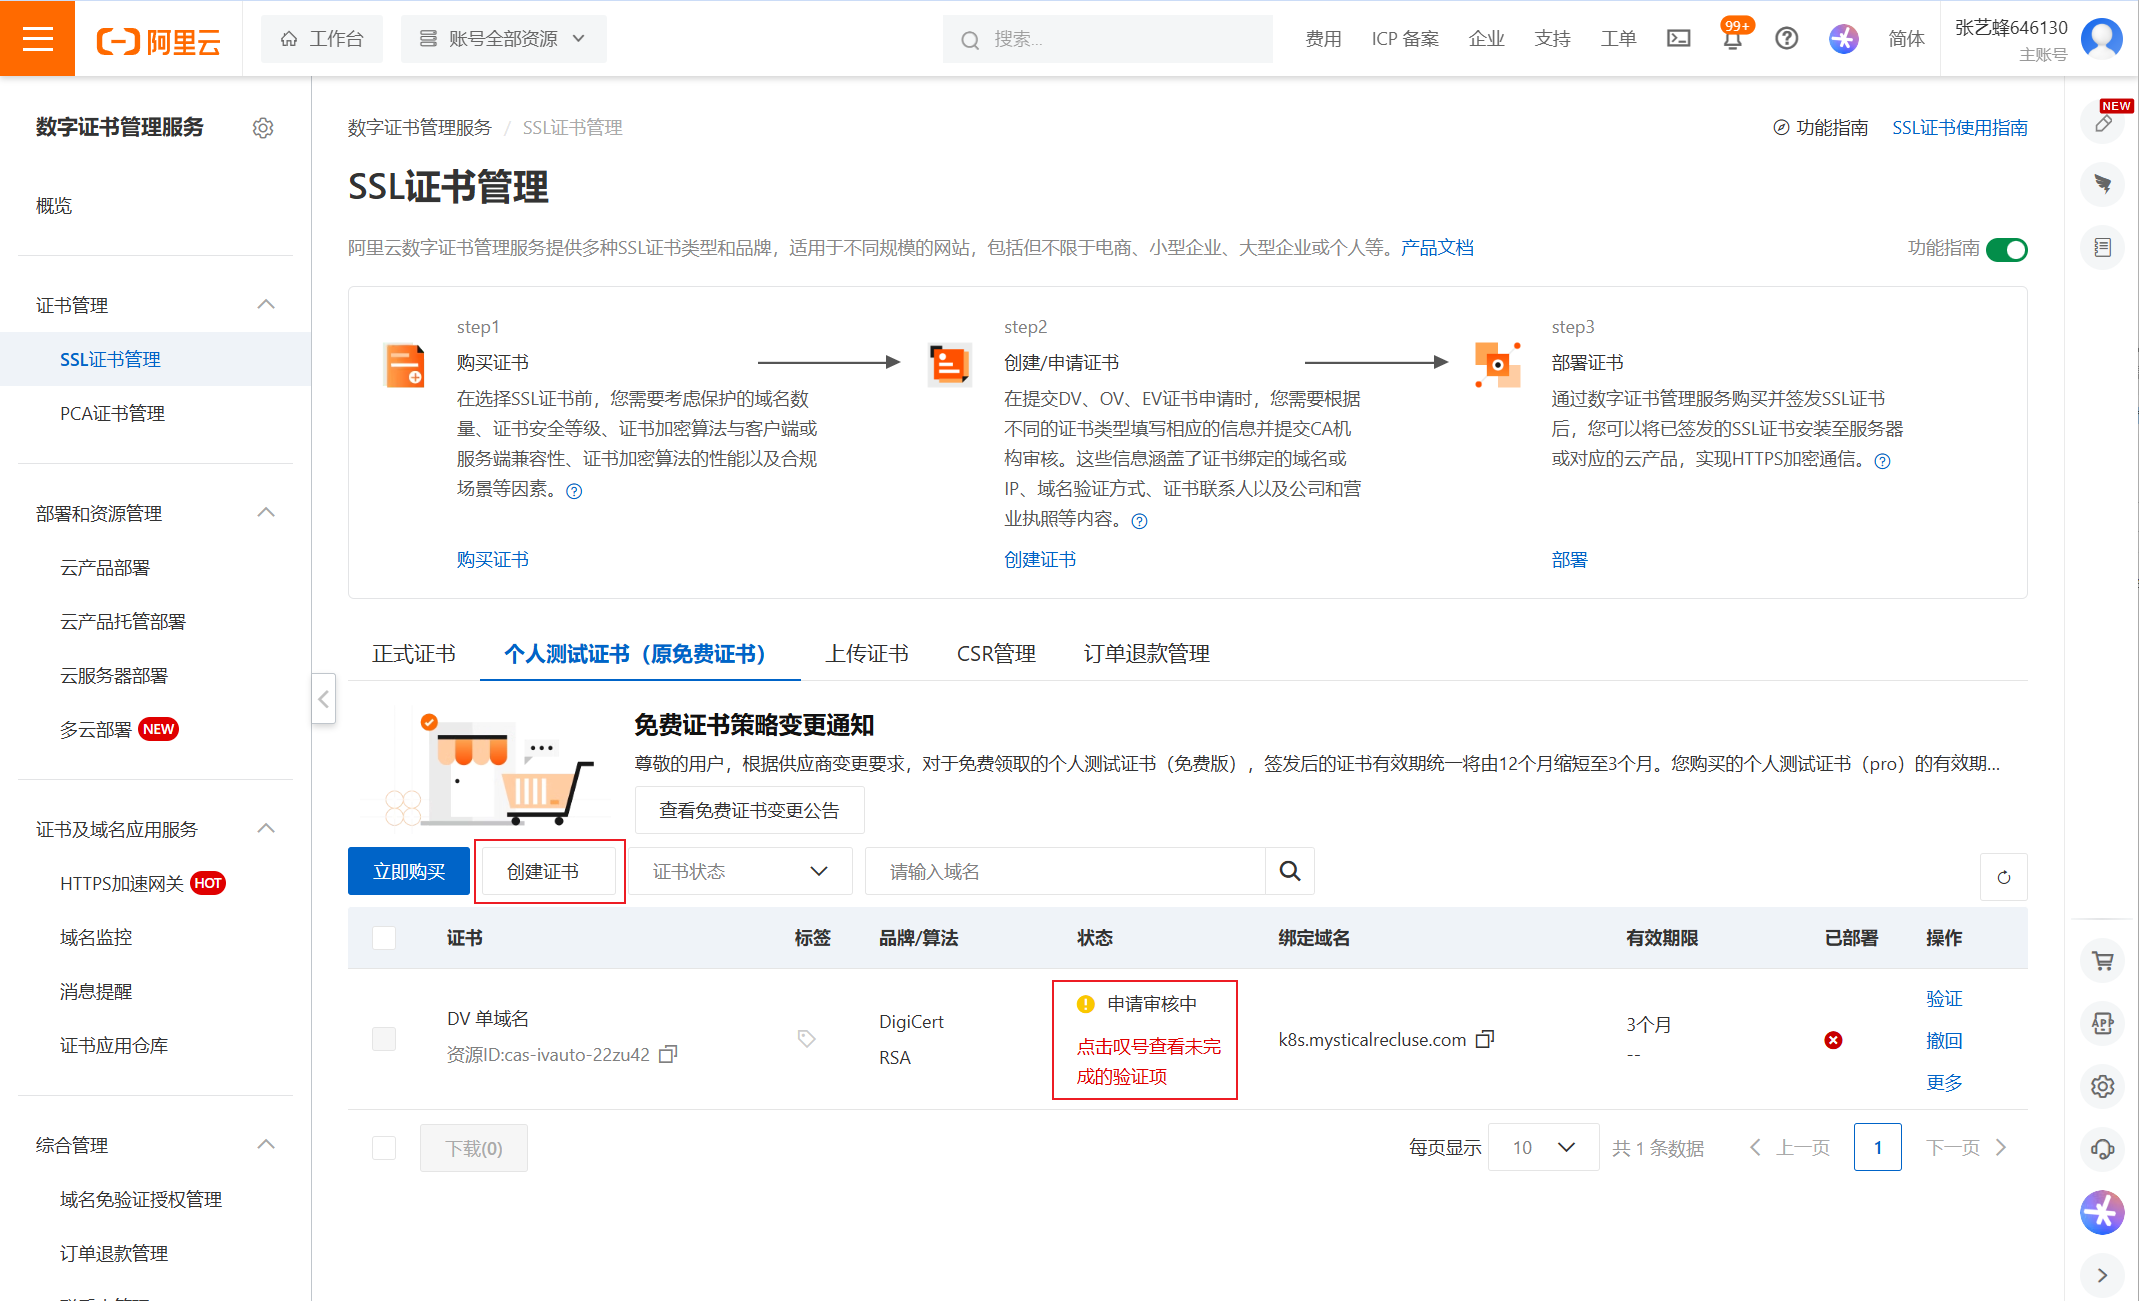 阿里云
工作台
账号全部资源
搜索...
费用
ICP 备案
企业
支持
工单
99+
简体
张艺蜂646130
主账号
数字证书管理服务
概览
证书管理
SSL证书管理
PCA证书管理
部署和资源管理
云产品部署
云产品托管部署
云服务器部署
多云部署 NEW
证书及域名应用服务
HTTPS加速网关 HOT
域名监控
消息提醒
证书应用仓库
综合管理
域名免验证授权管理
订单退款管理
数字证书管理服务 / SSL证书管理
功能指南
SSL证书使用指南
NEW
SSL证书管理
阿里云数字证书管理服务提供多种SSL证书类型和品牌，适用于不同规模的网站，包括但不限于电商、小型企业、大型企业或个人等。产品文档
功能指南
step1
购买证书
在选择SSL证书前，您需要考虑保护的域名数
量、证书安全等级、证书加密算法与客户端或
服务端兼容性、证书加密算法的性能以及合规
场景等因素。
购买证书
step2
创建/申请证书
在提交DV、OV、EV证书申请时，您需要根据
不同的证书类型填写相应的信息并提交CA机
构审核。这些信息涵盖了证书绑定的域名或
IP、域名验证方式、证书联系人以及公司和营
业执照等内容。
创建证书
step3
部署证书
通过数字证书管理服务购买并签发SSL证书
后，您可以将已签发的SSL证书安装至服务器
或对应的云产品，实现HTTPS加密通信。
部署
正式证书
个人测试证书（原免费证书）
上传证书
CSR管理
订单退款管理
免费证书策略变更通知
尊敬的用户，根据供应商变更要求，对于免费领取的个人测试证书（免费版），签发后的证书有效期统一将由12个月缩短至3个月。您购买的个人测试证书（pro）的有效期...
查看免费证书变更公告
立即购买
创建证书
证书状态
请输入域名
证书
标签
品牌/算法
状态
绑定域名
有效期限
已部署
操作
DV 单域名
资源ID:cas-ivauto-22zu42
DigiCert
RSA
申请审核中
点击叹号查看未完
成的验证项
k8s.mysticalrecluse.com
3个月
--
验证
撤回
更多
下载(0)
每页显示
10
共 1 条数据
上一页
1
下一页
APP